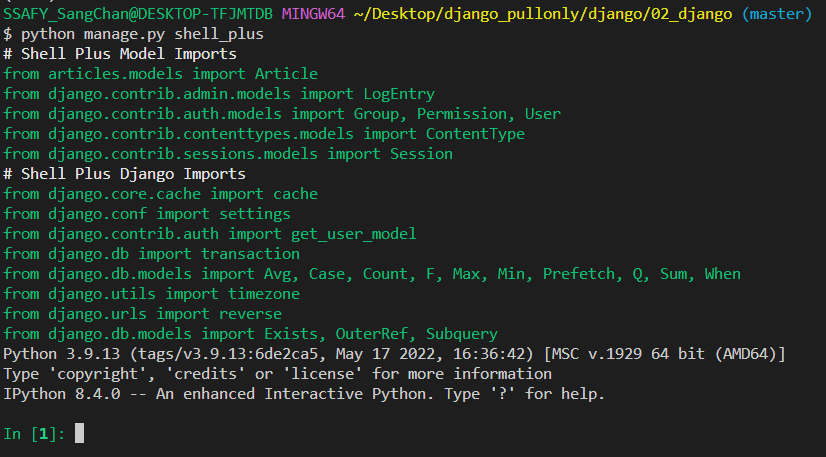 SSAFY_SangChan@DESKTOP-TFJMTDB MINGW64 ~/Desktop/django_pullonly/django/02_django (master)
$ python manage.py shell_plus
# Shell Plus Model Imports
from articles.models import Article
from django.contrib.admin.models import LogEntry
from django.contrib.auth.models import Group, Permission, User
from django.contrib.contenttypes.models import ContentType
from django.contrib.sessions.models import Session
# Shell Plus Django Imports
from django.core.cache import cache
from django.conf import settings
from django.contrib.auth import get_user_model
from django.db import transaction
from django.db.models import Avg, Case, Count, F, Max, Min, Prefetch, Q, Sum, When
from django.utils import timezone
from django.urls import reverse
from django.db.models import Exists, OuterRef, Subquery
Python 3.9.13 (tags/v3.9.13:6de2ca5, May 17 2022, 16:36:42) [MSC v.1929 64 bit (AMD64)]
Type 'copyright', 'credits' or 'license' for more information
IPython 8.4.0 -- An enhanced Interactive Python. Type '?' for help.
In [1]: